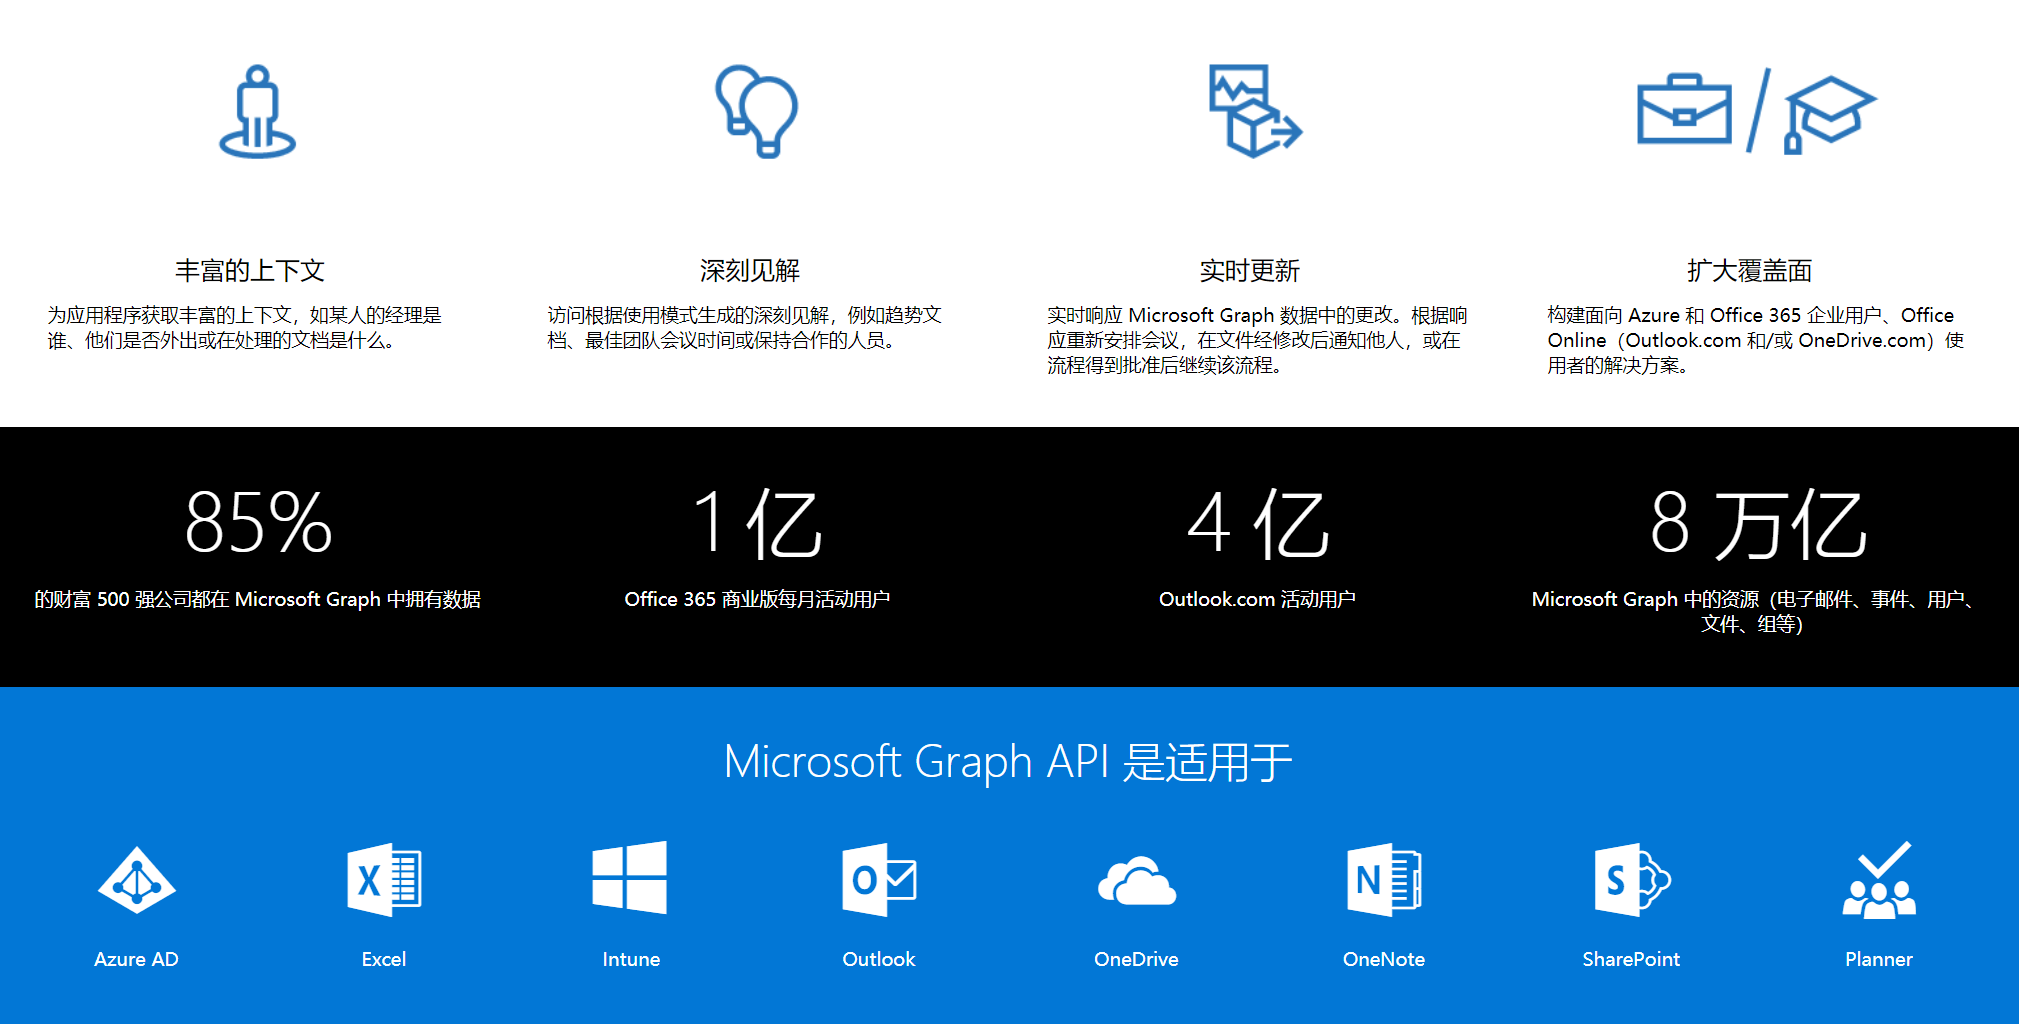 丰富的上下文
为应用程序获取丰富的上下文，如某人的经理是
谁、他们是否外出或在处理的文档是什么。
深刻见解
访问根据使用模式生成的深刻见解，例如趋势文
档、最佳团队会议时间或保持合作的人员。
实时更新
实时响应 Microsoft Graph 数据中的更改。根据响
应重新安排会议，在文件经修改后通知他人，或在
流程得到批准后继续该流程。
扩大覆盖面
构建面向 Azure 和 Office 365 企业用户、Office
Online（Outlook.com 和/或 OneDrive.com）使
用者的解决方案。
85%
的财富 500 强公司都在 Microsoft Graph 中拥有数据
1 亿
Office 365 商业版每月活动用户
4 亿
Outlook.com 活动用户
8 万亿
Microsoft Graph 中的资源（电子邮件、事件、用户、
文件、组等）
Microsoft Graph API 是适用于
Azure AD
Excel
Intune
Outlook
OneDrive
OneNote
SharePoint
Planner